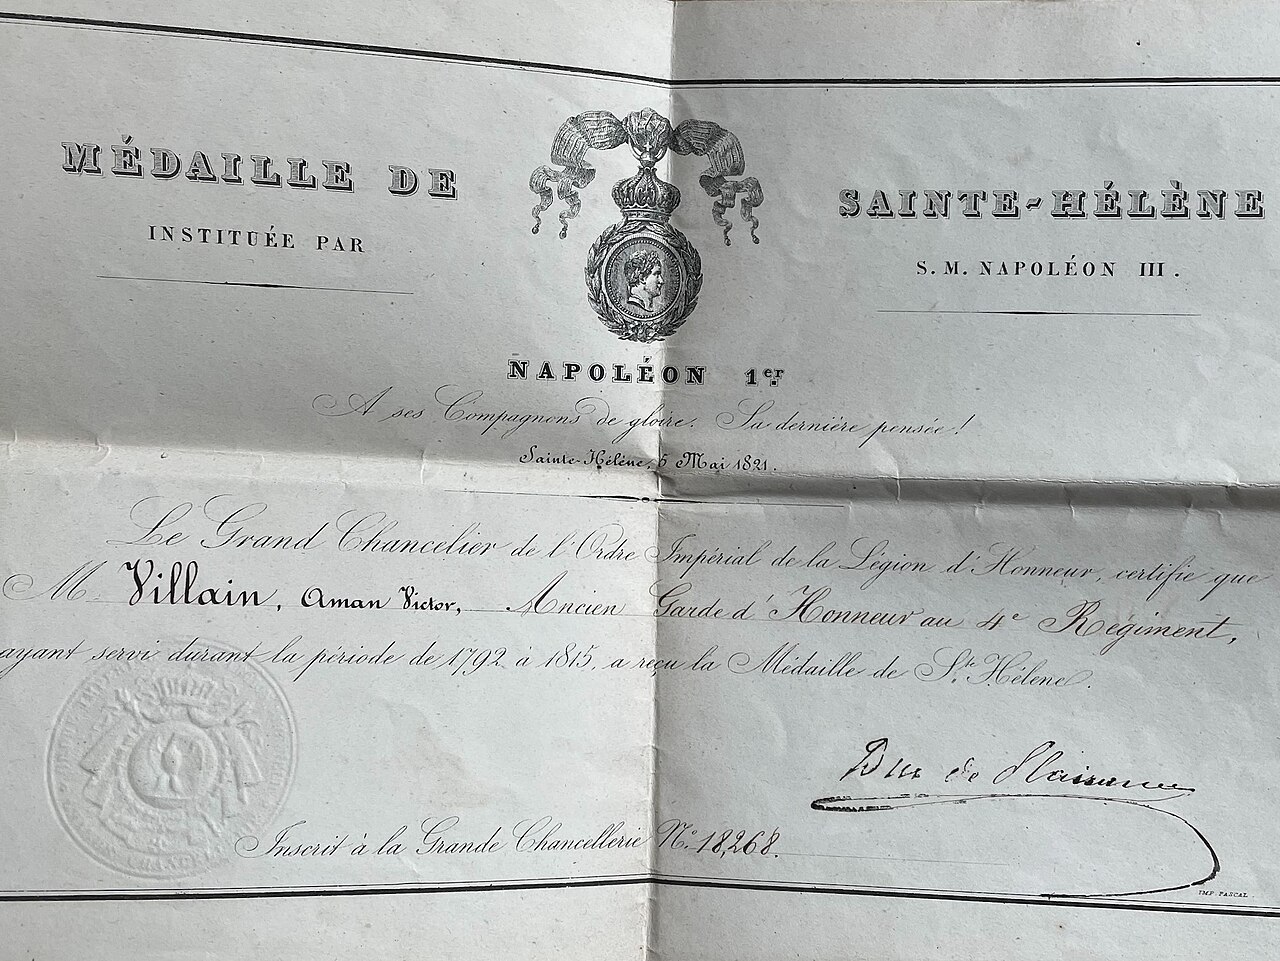 MÉDAILLE DE SAINTE-HÉLÈNE
INSTITUÉE PAR S. M. NAPOLÉON III.
NAPOLÉON 1er
A ses Compagnons de gloire. Sa dernière pensée!
Sainte-Hélène, 5 Mai 1821.
Le Grand Chancelier de l'Ordre Impérial de la Légion d'Honneur, certifie que
M. Villain, Aman Victor, Ancien Garde d'Honneur au 4e Régiment,
ayant servi durant la période de 1792 à 1815, a reçu la Médaille de Ste Hélène.
Duc de Plaisance
Inscrit à la Grande Chancellerie No. 18,268.
IMP. PASCAL